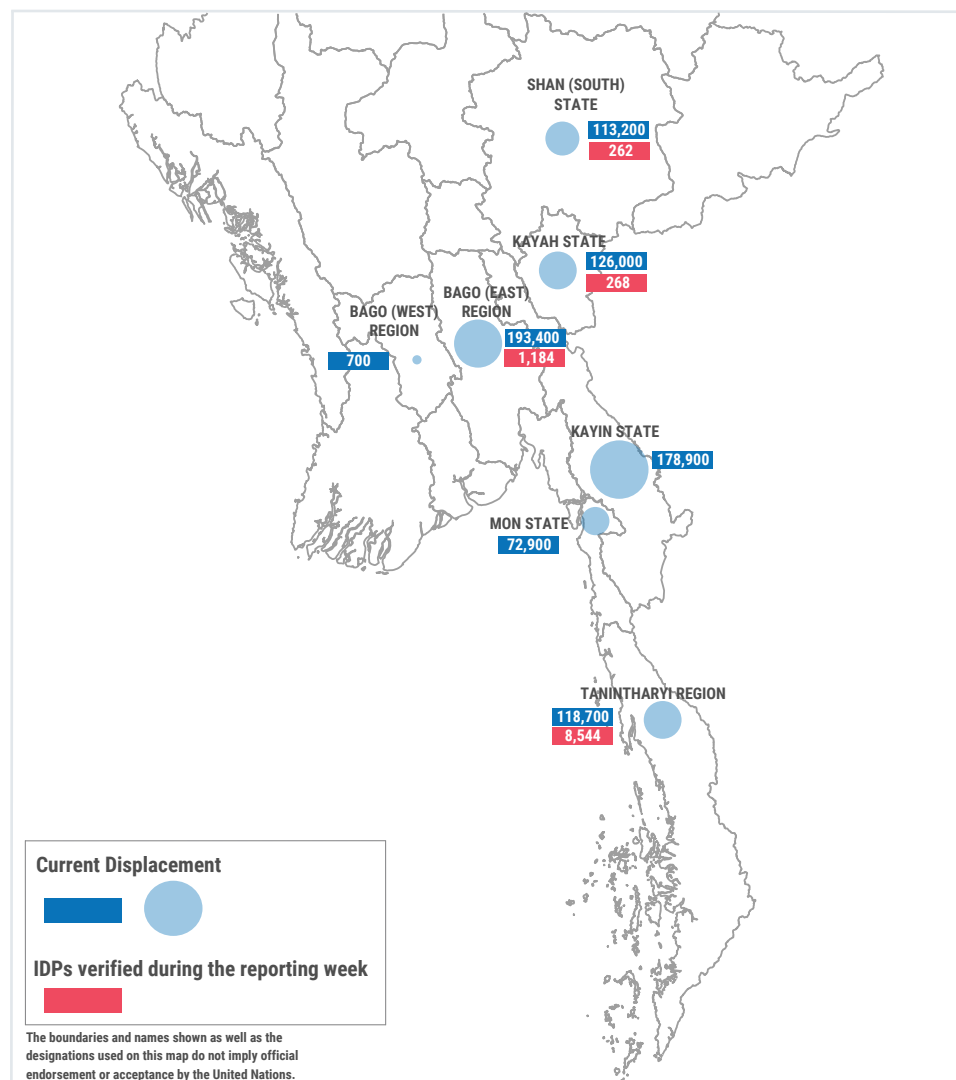 SHAN (SOUTH)
STATE
113,200
262
KAYAH STATE
126,000
268
BAGO (EAST)
REGION
193,400
1,184
BAGO (WEST)
REGION
700
KAYIN STATE
178,900
MON STATE
72,900
TANINTHARYI REGION
118,700
8,544
Current Displacement
IDPs verified during the reporting week
The boundaries and names shown as well as the
designations used on this map do not imply official
endorsement or acceptance by the United Nations.